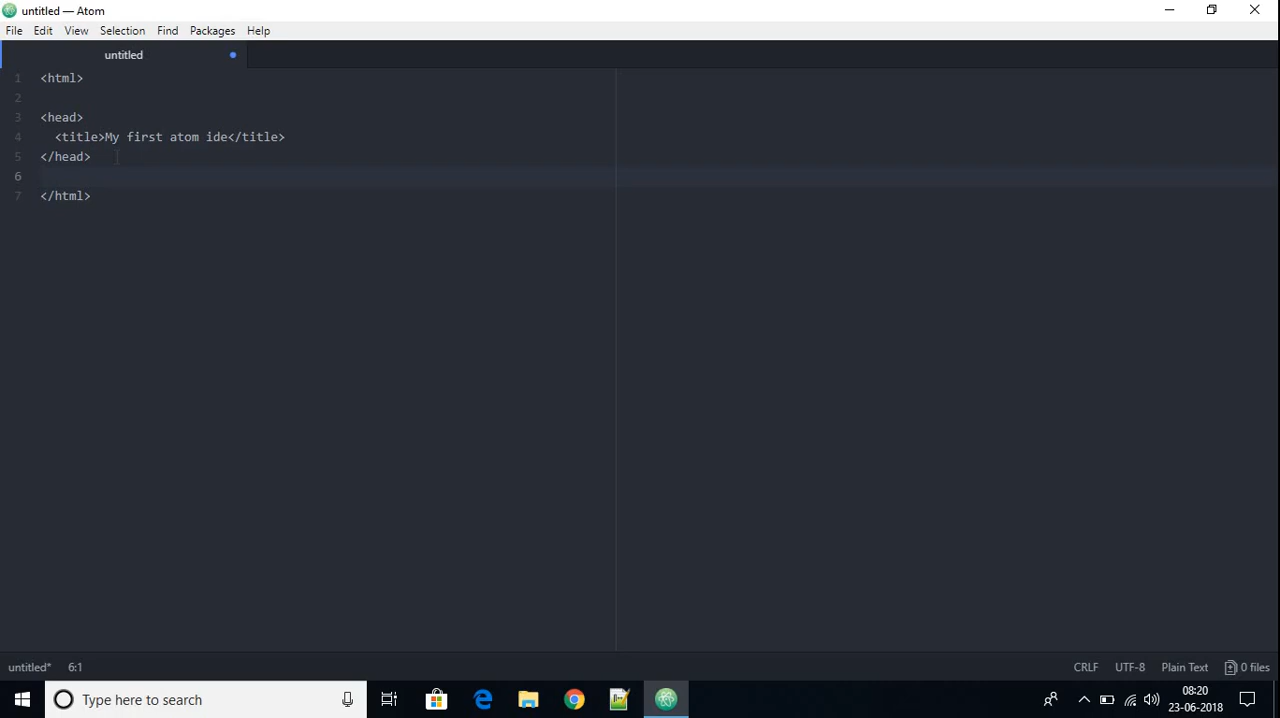 untitled — Atom
File Edit View Selection Find Packages Help
untitled
1 <html>
2
3 <head>
4   <title>My first atom ide</title>
5 </head>
6
7 </html>
untitled* 6:1 CRLF UTF-8 Plain Text 0 files
Type here to search
08:20
23-06-2018